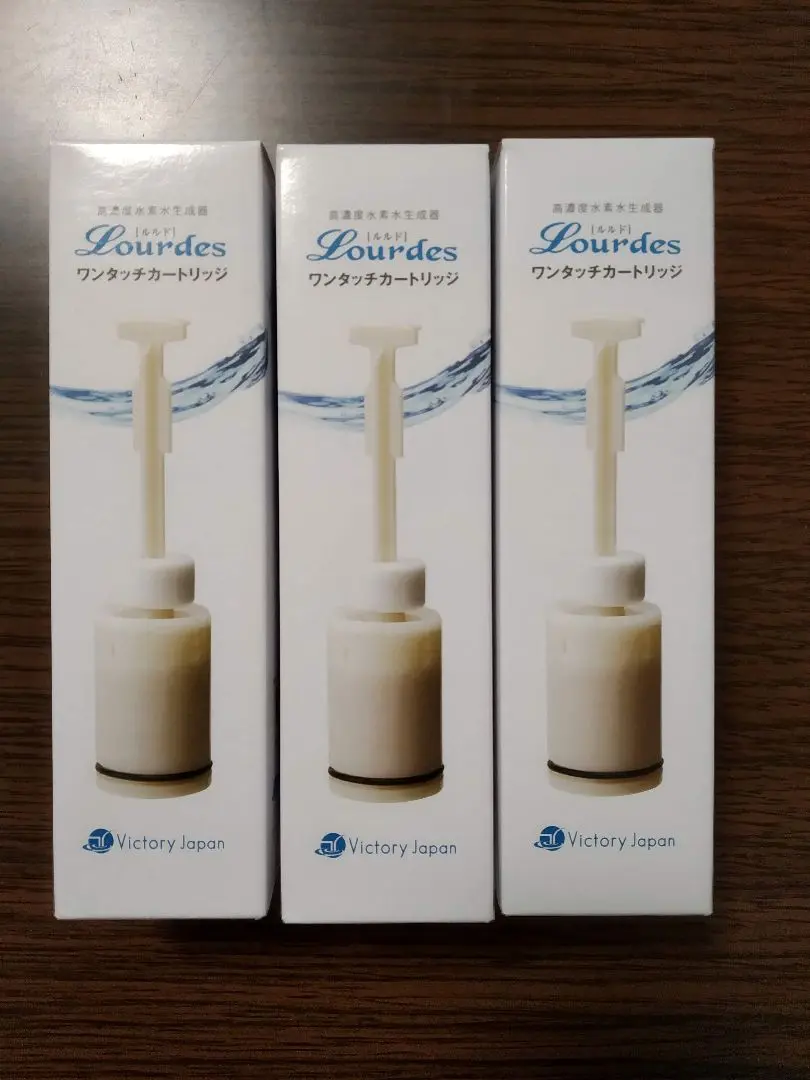 高濃度水素水生成器
[ルルド]
Lourdes
ワンタッチカートリッジ
Victory Japan
高濃度水素水生成器
[ルルド]
Lourdes
ワンタッチカートリッジ
Victory Japan
高濃度水素水生成器
[ルルド]
Lourdes
ワンタッチカートリッジ
Victory Japan